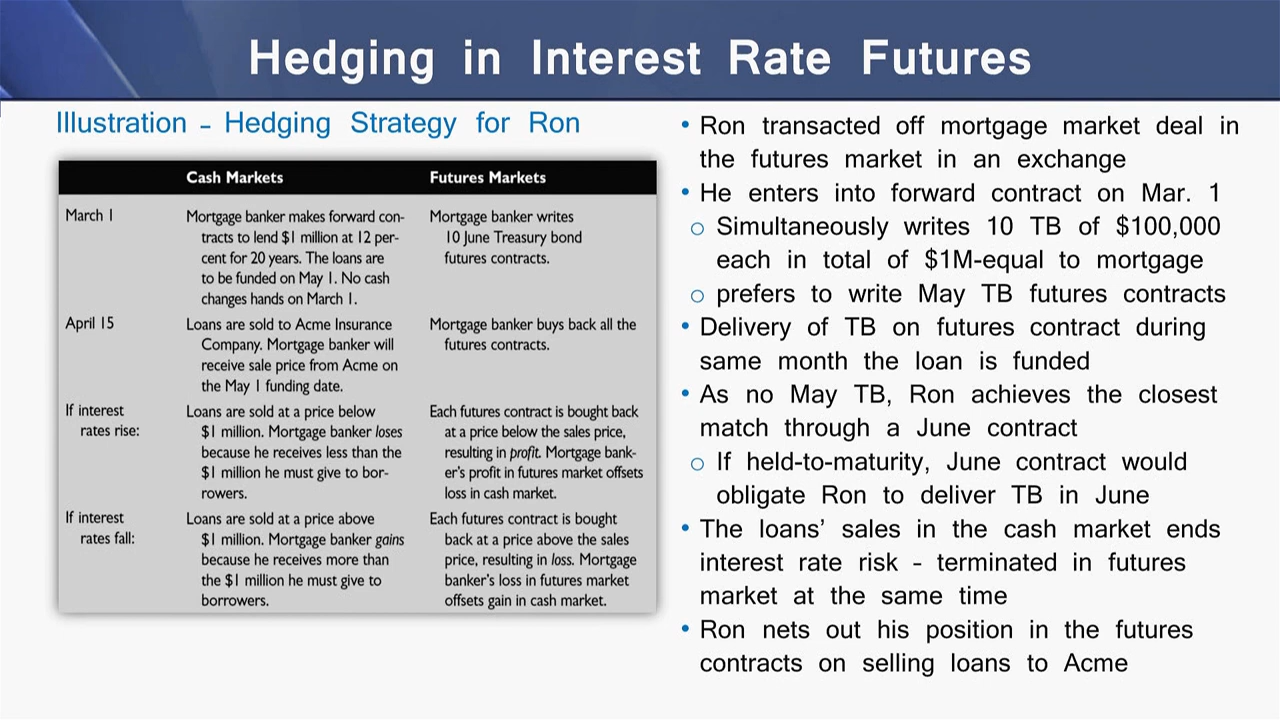 Hedging in Interest Rate Futures
Illustration – Hedging Strategy for Ron
Cash Markets Futures Markets
March 1
Mortgage banker makes forward con-
tracts to lend $1 million at 12 per-
cent for 20 years. The loans are
to be funded on May 1. No cash
changes hands on March 1.
Mortgage banker writes
10 June Treasury bond
futures contracts.
April 15
Loans are sold to Acme Insurance
Company. Mortgage banker will
receive sale price from Acme on
the May 1 funding date.
Mortgage banker buys back all the
futures contracts.
If interest
rates rise:
Loans are sold at a price below
$1 million. Mortgage banker loses
because he receives less than the
$1 million he must give to bor-
rowers.
Each futures contract is bought back
at a price below the sales price,
resulting in profit. Mortgage bank-
er's profit in futures market offsets
loss in cash market.
If interest
rates fall:
Loans are sold at a price above
$1 million. Mortgage banker gains
because he receives more than
the $1 million he must give to
borrowers.
Each futures contract is bought
back at a price above the sales
price, resulting in loss. Mortgage
banker's loss in futures market
offsets gain in cash market.
• Ron transacted off mortgage market deal in
the futures market in an exchange
• He enters into forward contract on Mar. 1
o Simultaneously writes 10 TB of $100,000
each in total of $1M-equal to mortgage
o prefers to write May TB futures contracts
• Delivery of TB on futures contract during
same month the loan is funded
• As no May TB, Ron achieves the closest
match through a June contract
o If held-to-maturity, June contract would
obligate Ron to deliver TB in June
• The loans' sales in the cash market ends
interest rate risk – terminated in futures
market at the same time
• Ron nets out his position in the futures
contracts on selling loans to Acme